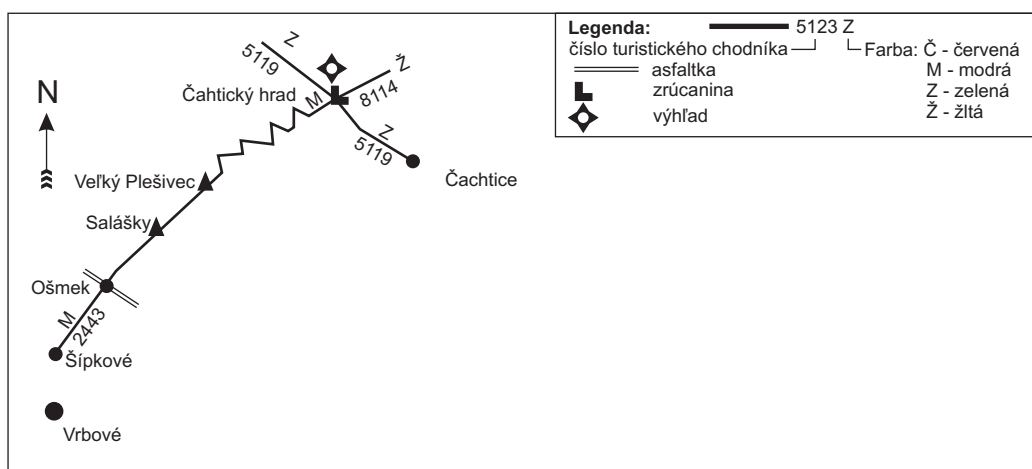 Z
5119
Ž
8114
M
Čahtický hrad
N
Z
5119
Čachtice
Veľký Plešivec
Salášky
Ošmek
M
2443
Šípkové
Vrbové
Legenda: 5123 Z
číslo turistického chodníka Farba: Č - červená
asfaltka M - modrá
zrúcanina Z - zelená
výhľad Ž - žltá